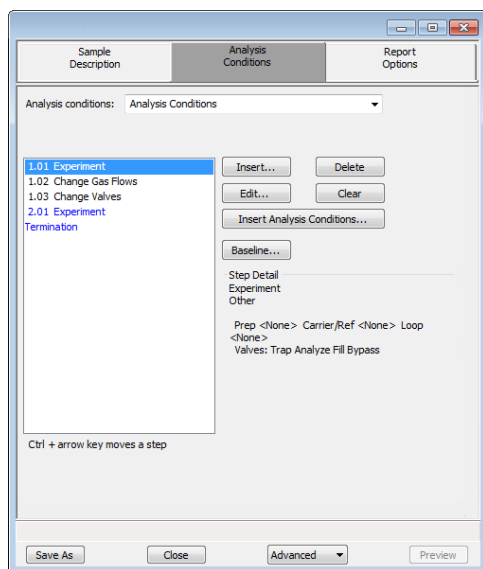 Sample
Description
Analysis
Conditions
Report
Options
Analysis conditions: Analysis Conditions
1.01 Experiment
1.02 Change Gas Flows
1.03 Change Valves
2.01 Experiment
Termination
Insert... Delete
Edit... Clear
Insert Analysis Conditions...
Baseline...
Step Detail
Experiment
Other
Prep <None> Carrier/Ref <None> Loop
<None>
Valves: Trap Analyze Fill Bypass
Ctrl + arrow key moves a step
Save As Close Advanced Preview